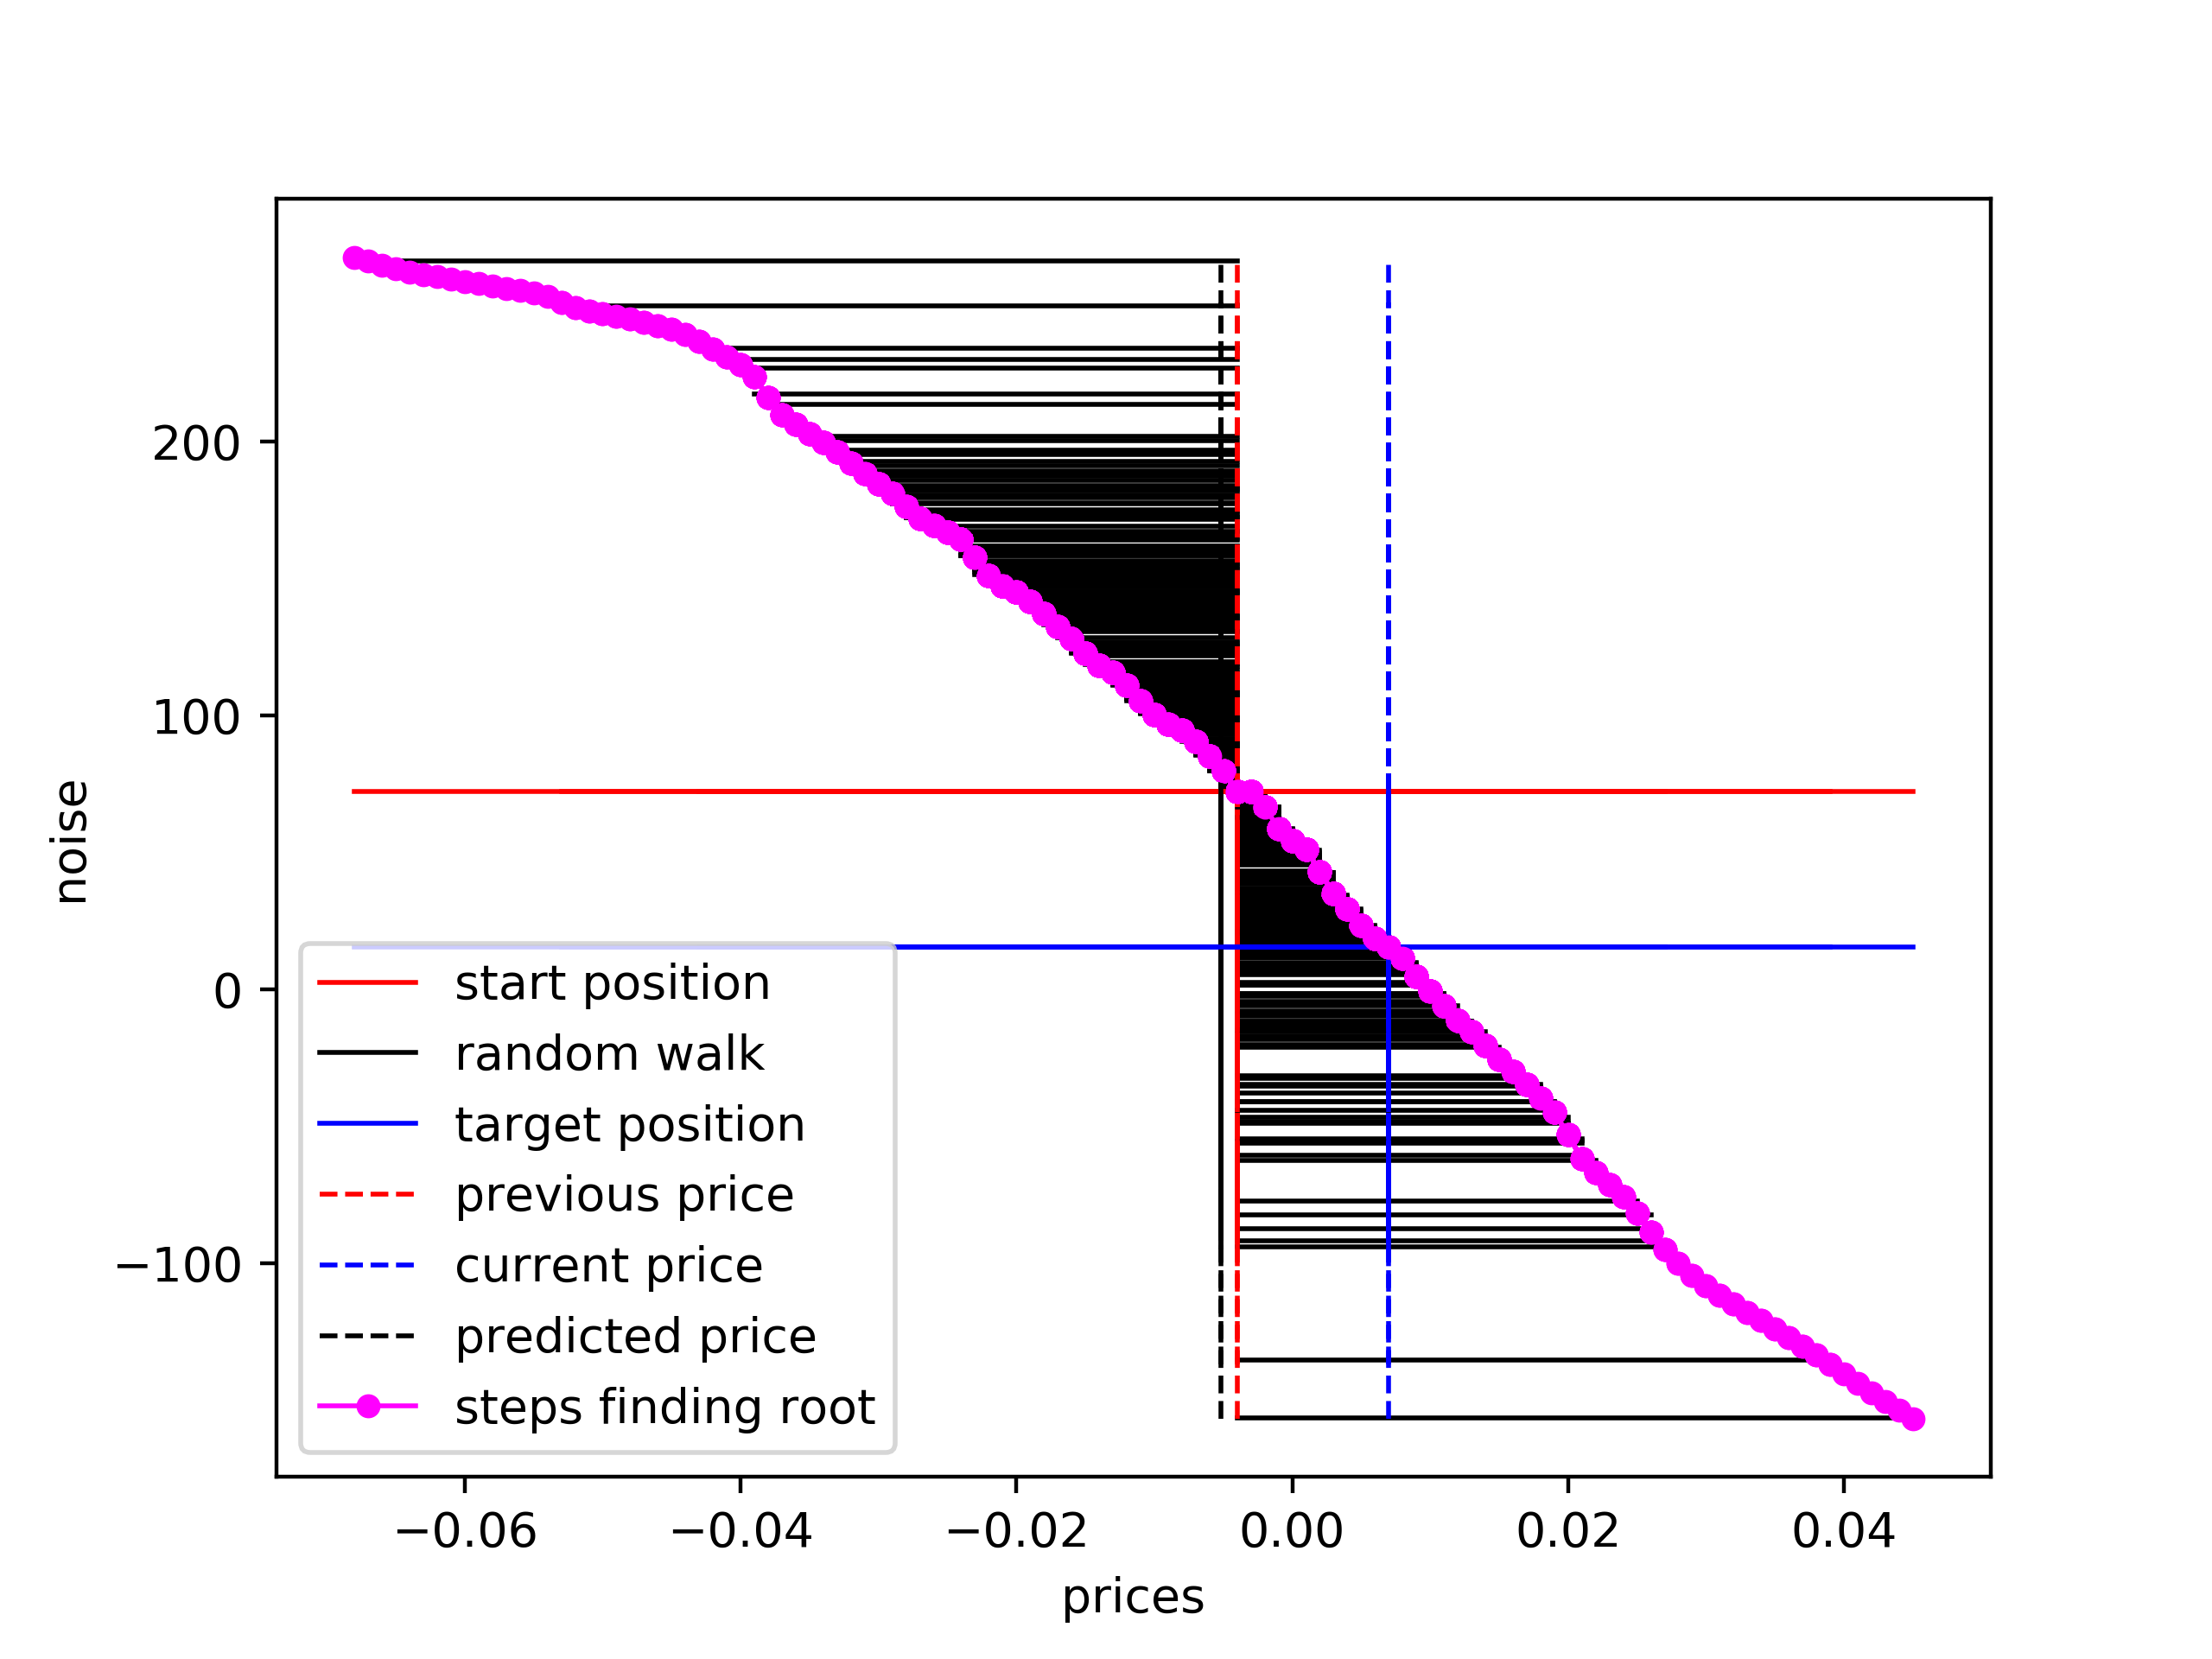 200
100
0
−100
noise
start position
random walk
target position
previous price
current price
predicted price
steps finding root
−0.06 −0.04 −0.02 0.00 0.02 0.04
prices